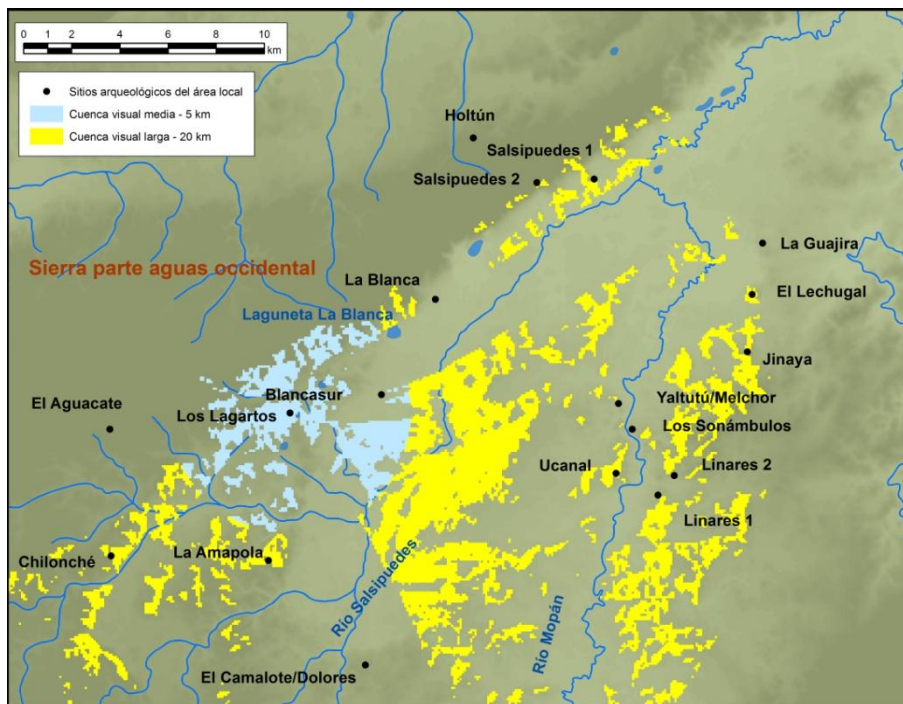 0 1 2 4 6 8 10
km
Sitios arqueológicos del área local
Cuenca visual media - 5 km
Cuenca visual larga - 20 km
Holtún
Salsipuedes 1
Salsipuedes 2
La Guajira
Sierra parte aguas occidental
La Blanca
El Lechugal
Laguneta La Blanca
Jinaya
Blancasur
Yaltutú/Melchor
El Aguacate
Los Lagartos
Los Sonámbulos
Ucanal
Linares 2
Linares 1
La Amapola
Chilonché
Río Salsipuedes
Río Mopán
El Camalote/Dolores